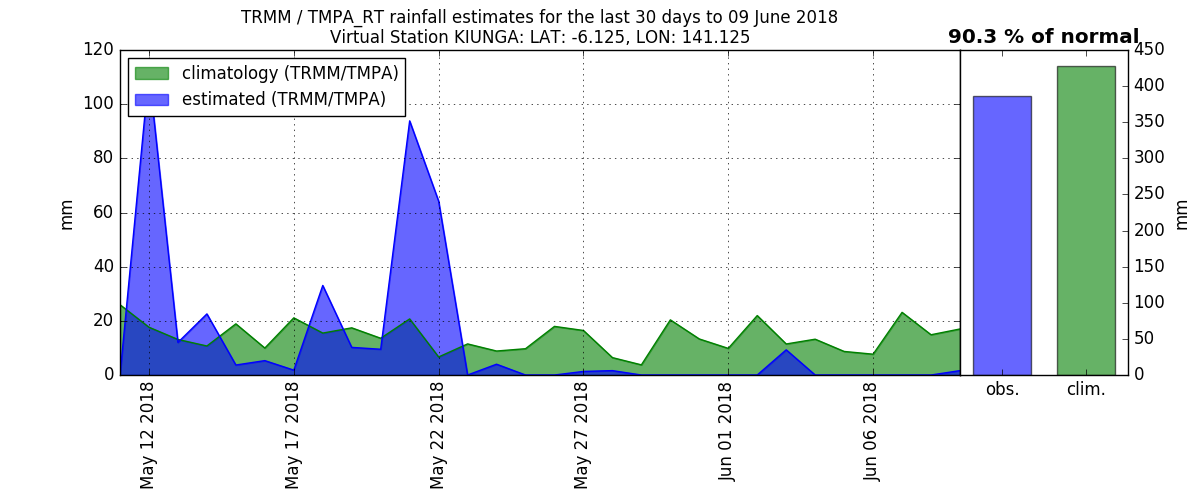 TRMM / TMPA_RT rainfall estimates for the last 30 days to 09 June 2018
Virtual Station KIUNGA: LAT: -6.125, LON: 141.125
90.3 % of normal
climatology (TRMM/TMPA)
estimated (TRMM/TMPA)
120
100
80
60
40
20
0
mm
450
400
350
300
250
200
150
100
50
0
mm
May 12 2018
May 17 2018
May 22 2018
May 27 2018
Jun 01 2018
Jun 06 2018
obs.
clim.